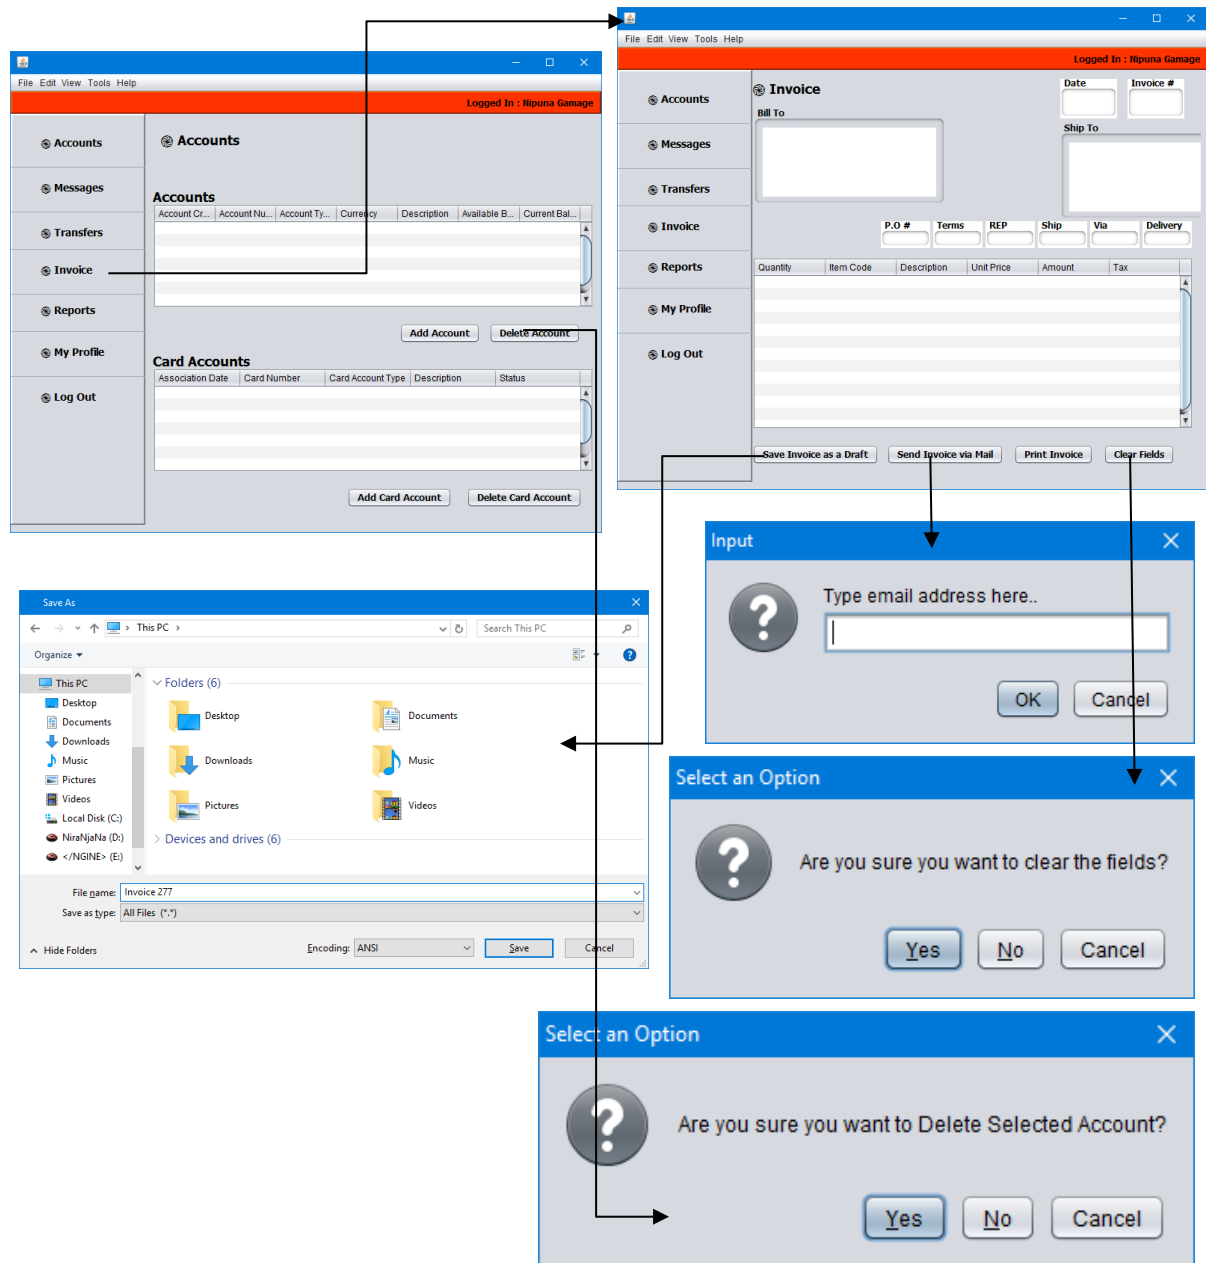 File Edit View Tools Help
Logged In : Nipuna Gamage
Accounts
Messages
Transfers
Invoice
Reports
My Profile
Log Out
Accounts
Accounts
Account Cr... Account Nu... Account Ty... Currency Description Available B... Current Bal...
Add Account Delete Account
Card Accounts
Association Date Card Number Card Account Type Description Status
Add Card Account Delete Card Account
File Edit View Tools Help
Logged In : Nipuna Gamage
Accounts
Messages
Transfers
Invoice
Reports
My Profile
Log Out
Invoice
Date Invoice #
Bill To
Ship To
P.O # Terms REP Ship Via Delivery
Quantity Item Code Description Unit Price Amount Tax
Save Invoice as a Draft Send Invoice via Mail Print Invoice Clear Fields
Input
Type email address here..
OK Cancel
Save As
This PC
Search This PC
Organize
This PC
Desktop
Documents
Downloads
Music
Pictures
Videos
Local Disk (C:)
NiraNjaNa (D:)
</NGINE> (E:)
Folders (6)
Desktop Documents
Downloads Music
Pictures Videos
Devices and drives (6)
File name: Invoice 277
Save as type: All Files (*.*)
Hide Folders Encoding: ANSI Save Cancel
Select an Option
Are you sure you want to clear the fields?
Yes No Cancel
Select an Option
Are you sure you want to Delete Selected Account?
Yes No Cancel